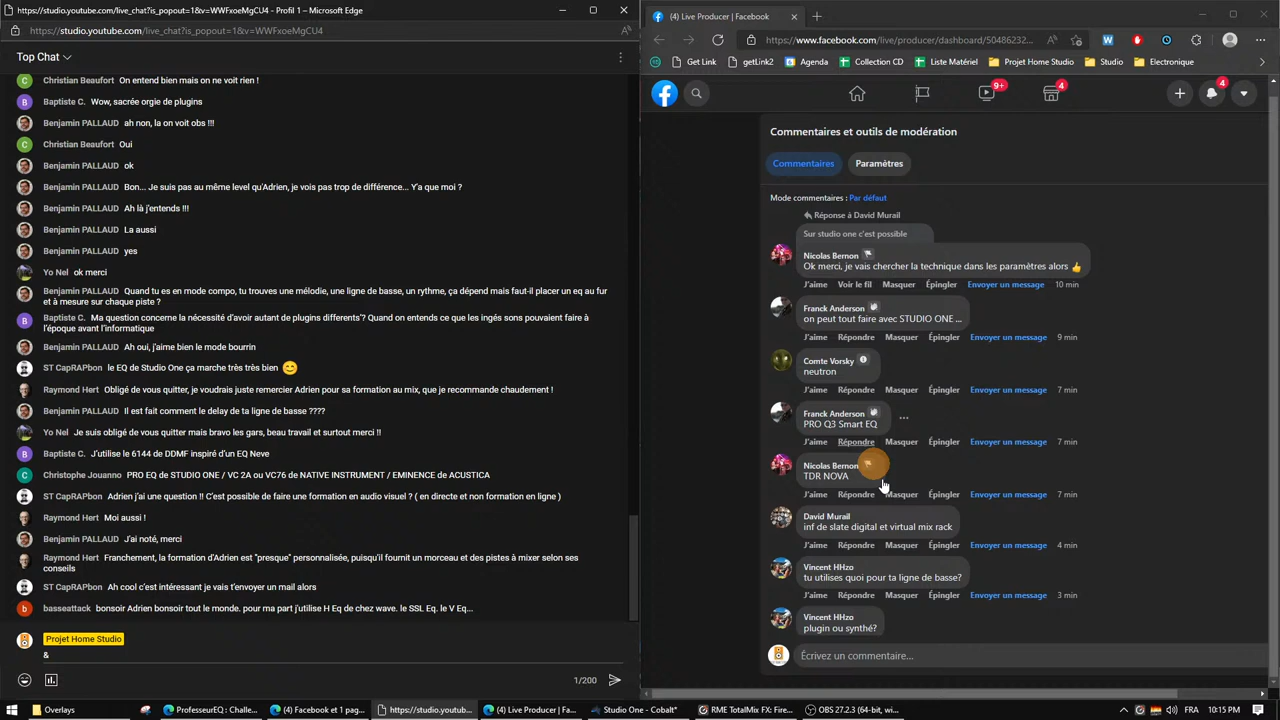 https://studio.youtube.com/live_chat?is_popout=1&v=WWFxoeMgCU4 - Profil 1 – Microsoft Edge
https://studio.youtube.com/live_chat?is_popout=1&v=WWFxoeMgCU4
Top Chat
Christian Beaufort On entend bien mais on ne voit rien !
Baptiste C. Wow, sacrée orgie de plugins
Benjamin PALLAUD ah non, la on voit obs !!!
Christian Beaufort Oui
Benjamin PALLAUD ok
Benjamin PALLAUD Bon... Je suis pas au même level qu'Adrien, je vois pas trop de différence... Y'a que moi ?
Benjamin PALLAUD Ah là j'entends !!!
Benjamin PALLAUD La aussi
Benjamin PALLAUD yes
Yo Nel ok merci
Benjamin PALLAUD Quand tu es en mode compo, tu trouves une mélodie, une ligne de basse, un rythme, ça dépend mais faut-il placer un eq au fur
et à mesure sur chaque piste ?
Baptiste C. Ma question concerne la nécessité d'avoir autant de plugins differents'? Quand on entends ce que les ingés sons pouvaient faire à
l'époque avant l'informatique
Benjamin PALLAUD Ah oui, j'aime bien le mode bourrin
ST CapRAPbon le EQ de Studio One ça marche très très bien 😊
Raymond Hert Obligé de vous quitter, je voudrais juste remercier Adrien pour sa formation au mix, que je recommande chaudement !
Benjamin PALLAUD Il est fait comment le delay de ta ligne de basse ????
Yo Nel Je suis obligé de vous quitter mais bravo les gars, beau travail et surtout merci !!
Baptiste C. J'utilise le 6144 de DDMF inspiré d'un EQ Neve
Christophe Jouanno PRO EQ de STUDIO ONE / VC 2A ou VC76 de NATIVE INSTRUMENT / EMINENCE de ACUSTICA
ST CapRAPbon Adrien j'ai une question !! C'est possible de faire une formation en audio visuel ? ( en directe et non formation en ligne )
Raymond Hert Moi aussi !
Benjamin PALLAUD J'ai noté, merci
Raymond Hert Franchement, la formation d'Adrien est "presque" personnalisée, puisqu'il fournit un morceau et des pistes à mixer selon ses
conseils
ST CapRAPbon Ah cool c'est intéressant je vais t'envoyer un mail alors
basseattack bonsoir Adrien bonsoir tout le monde. pour ma part j'utilise H Eq de chez wave. le SSL Eq. le V Eq...
Projet Home Studio
&
1/200
(4) Live Producer | Facebook
https://www.facebook.com/live/producer/dashboard/50486232...
Get Link
getLink2
Agenda
Collection CD
Liste Matériel
Projet Home Studio
Studio
Electronique
9+
4
4
Commentaires et outils de modération
Commentaires
Paramètres
Mode commentaires : Par défaut
Réponse à David Murail
Sur studio one c'est possible
Nicolas Bernon
Ok merci, je vais chercher la technique dans les paramètres alors 👍
J'aime Voir le fil Masquer Épingler Envoyer un message 10 min
Franck Anderson
on peut tout faire avec STUDIO ONE ...
J'aime Répondre Masquer Épingler Envoyer un message 9 min
Comte Vorsky
neutron
J'aime Répondre Masquer Épingler Envoyer un message 7 min
Franck Anderson
PRO Q3 Smart EQ
J'aime Répondre Masquer Épingler Envoyer un message 7 min
Nicolas Bernon
TDR NOVA
J'aime Répondre Masquer Épingler Envoyer un message 7 min
David Murail
inf de slate digital et virtual mix rack
J'aime Répondre Masquer Épingler Envoyer un message 4 min
Vincent HHzo
tu utilises quoi pour ta ligne de basse?
J'aime Répondre Masquer Épingler Envoyer un message 3 min
Vincent HHzo
plugin ou synthé?
Écrivez un commentaire...
Overlays
ProfesseurEQ : Challe...
(4) Facebook et 1 pag...
https://studio.youtub...
(4) Live Producer | Fa...
Studio One - Cobalt*
RME TotalMix FX: Fire...
OBS 27.2.3 (64-bit, wi...
FR
10:15 PM